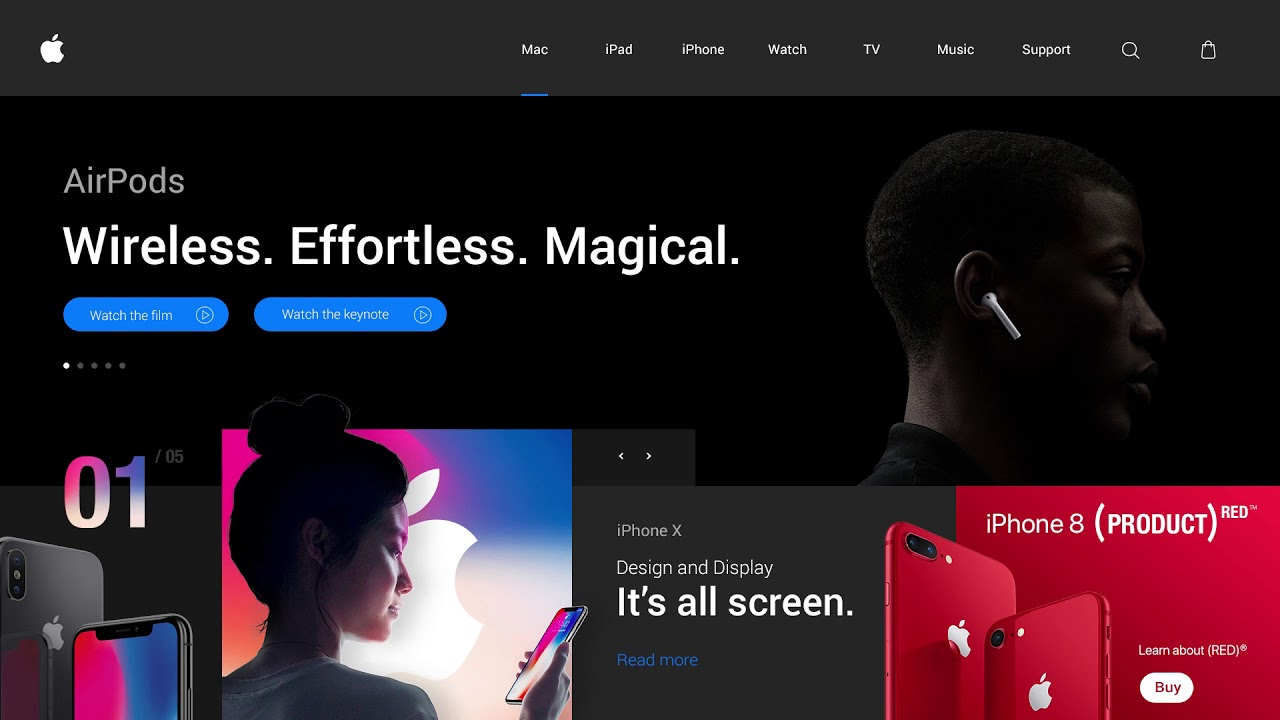 Mac iPad iPhone Watch TV Music Support
AirPods
Wireless. Effortless. Magical.
Watch the film Watch the keynote
01 / 05
iPhone X
Design and Display
It's all screen.
Read more
iPhone 8 (PRODUCT) RED™
Learn about (RED)®
Buy